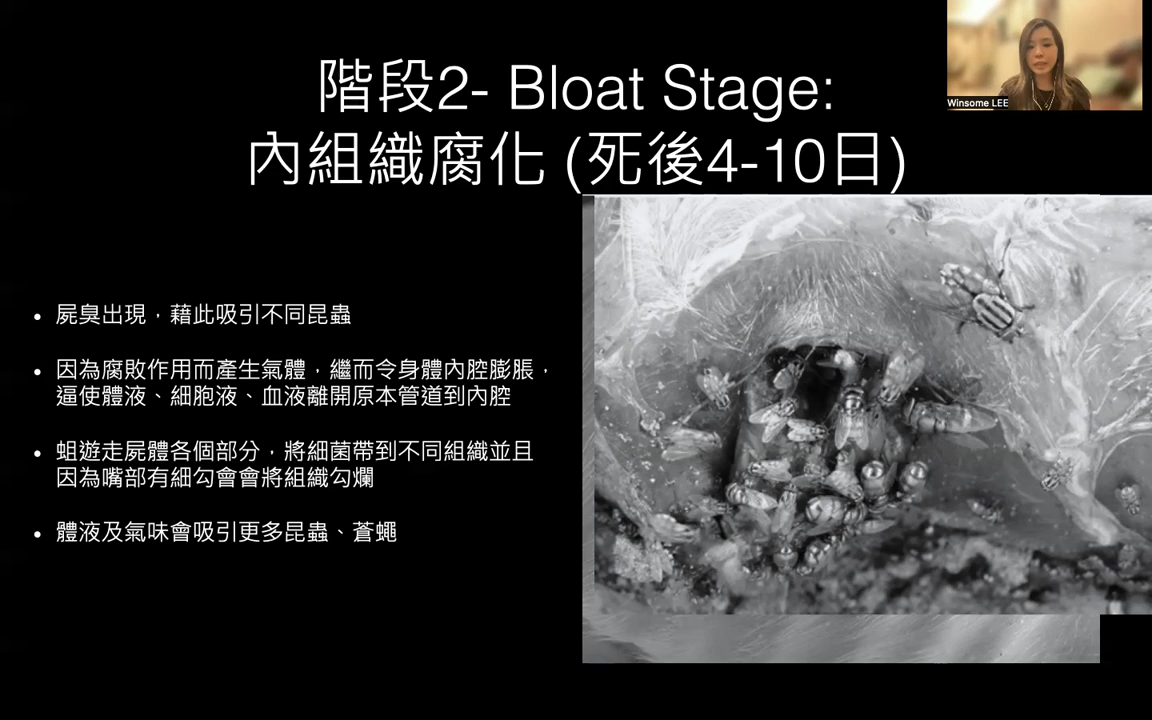 階段2- Bloat Stage:
內組織腐化 (死後4-10日)
Winsome LEE
• 屍臭出現，藉此吸引不同昆蟲
• 因為腐敗作用而產生氣體，繼而令身體內腔膨脹，
逼使體液、細胞液、血液離開原本管道到內腔
• 蛆遊走屍體各個部分，將細菌帶到不同組織並且
因為嘴部有細勾會會將組織勾爛
• 體液及氣味會吸引更多昆蟲、蒼蠅